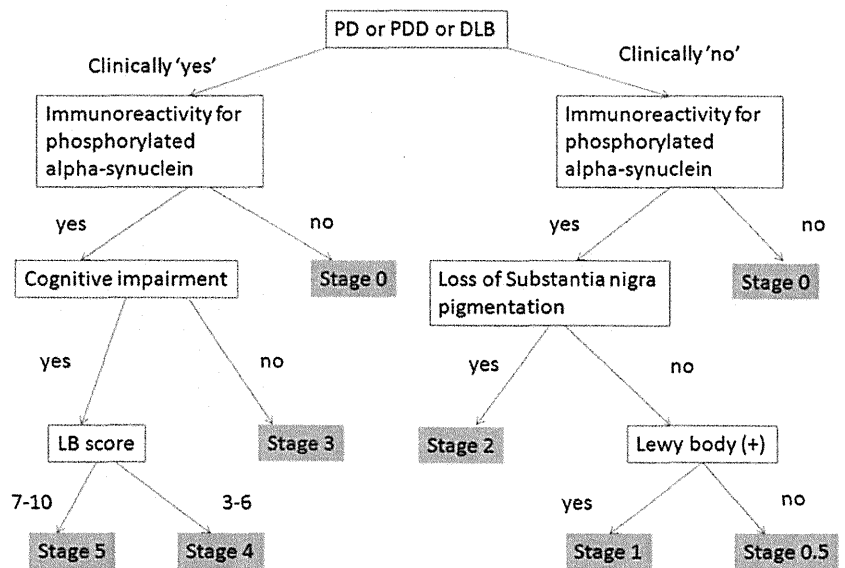 PD or PDD or DLB
Clinically 'yes'
Clinically 'no'
Immunoreactivity for
phosphorylated
alpha-synuclein
Immunoreactivity for
phosphorylated
alpha-synuclein
yes
no
yes
no
Cognitive impairment
Stage 0
Loss of Substantia nigra
pigmentation
Stage 0
yes
no
yes
no
LB score
Stage 3
Stage 2
Lewy body (+)
7-10
3-6
yes
no
Stage 5
Stage 4
Stage 1
Stage 0.5